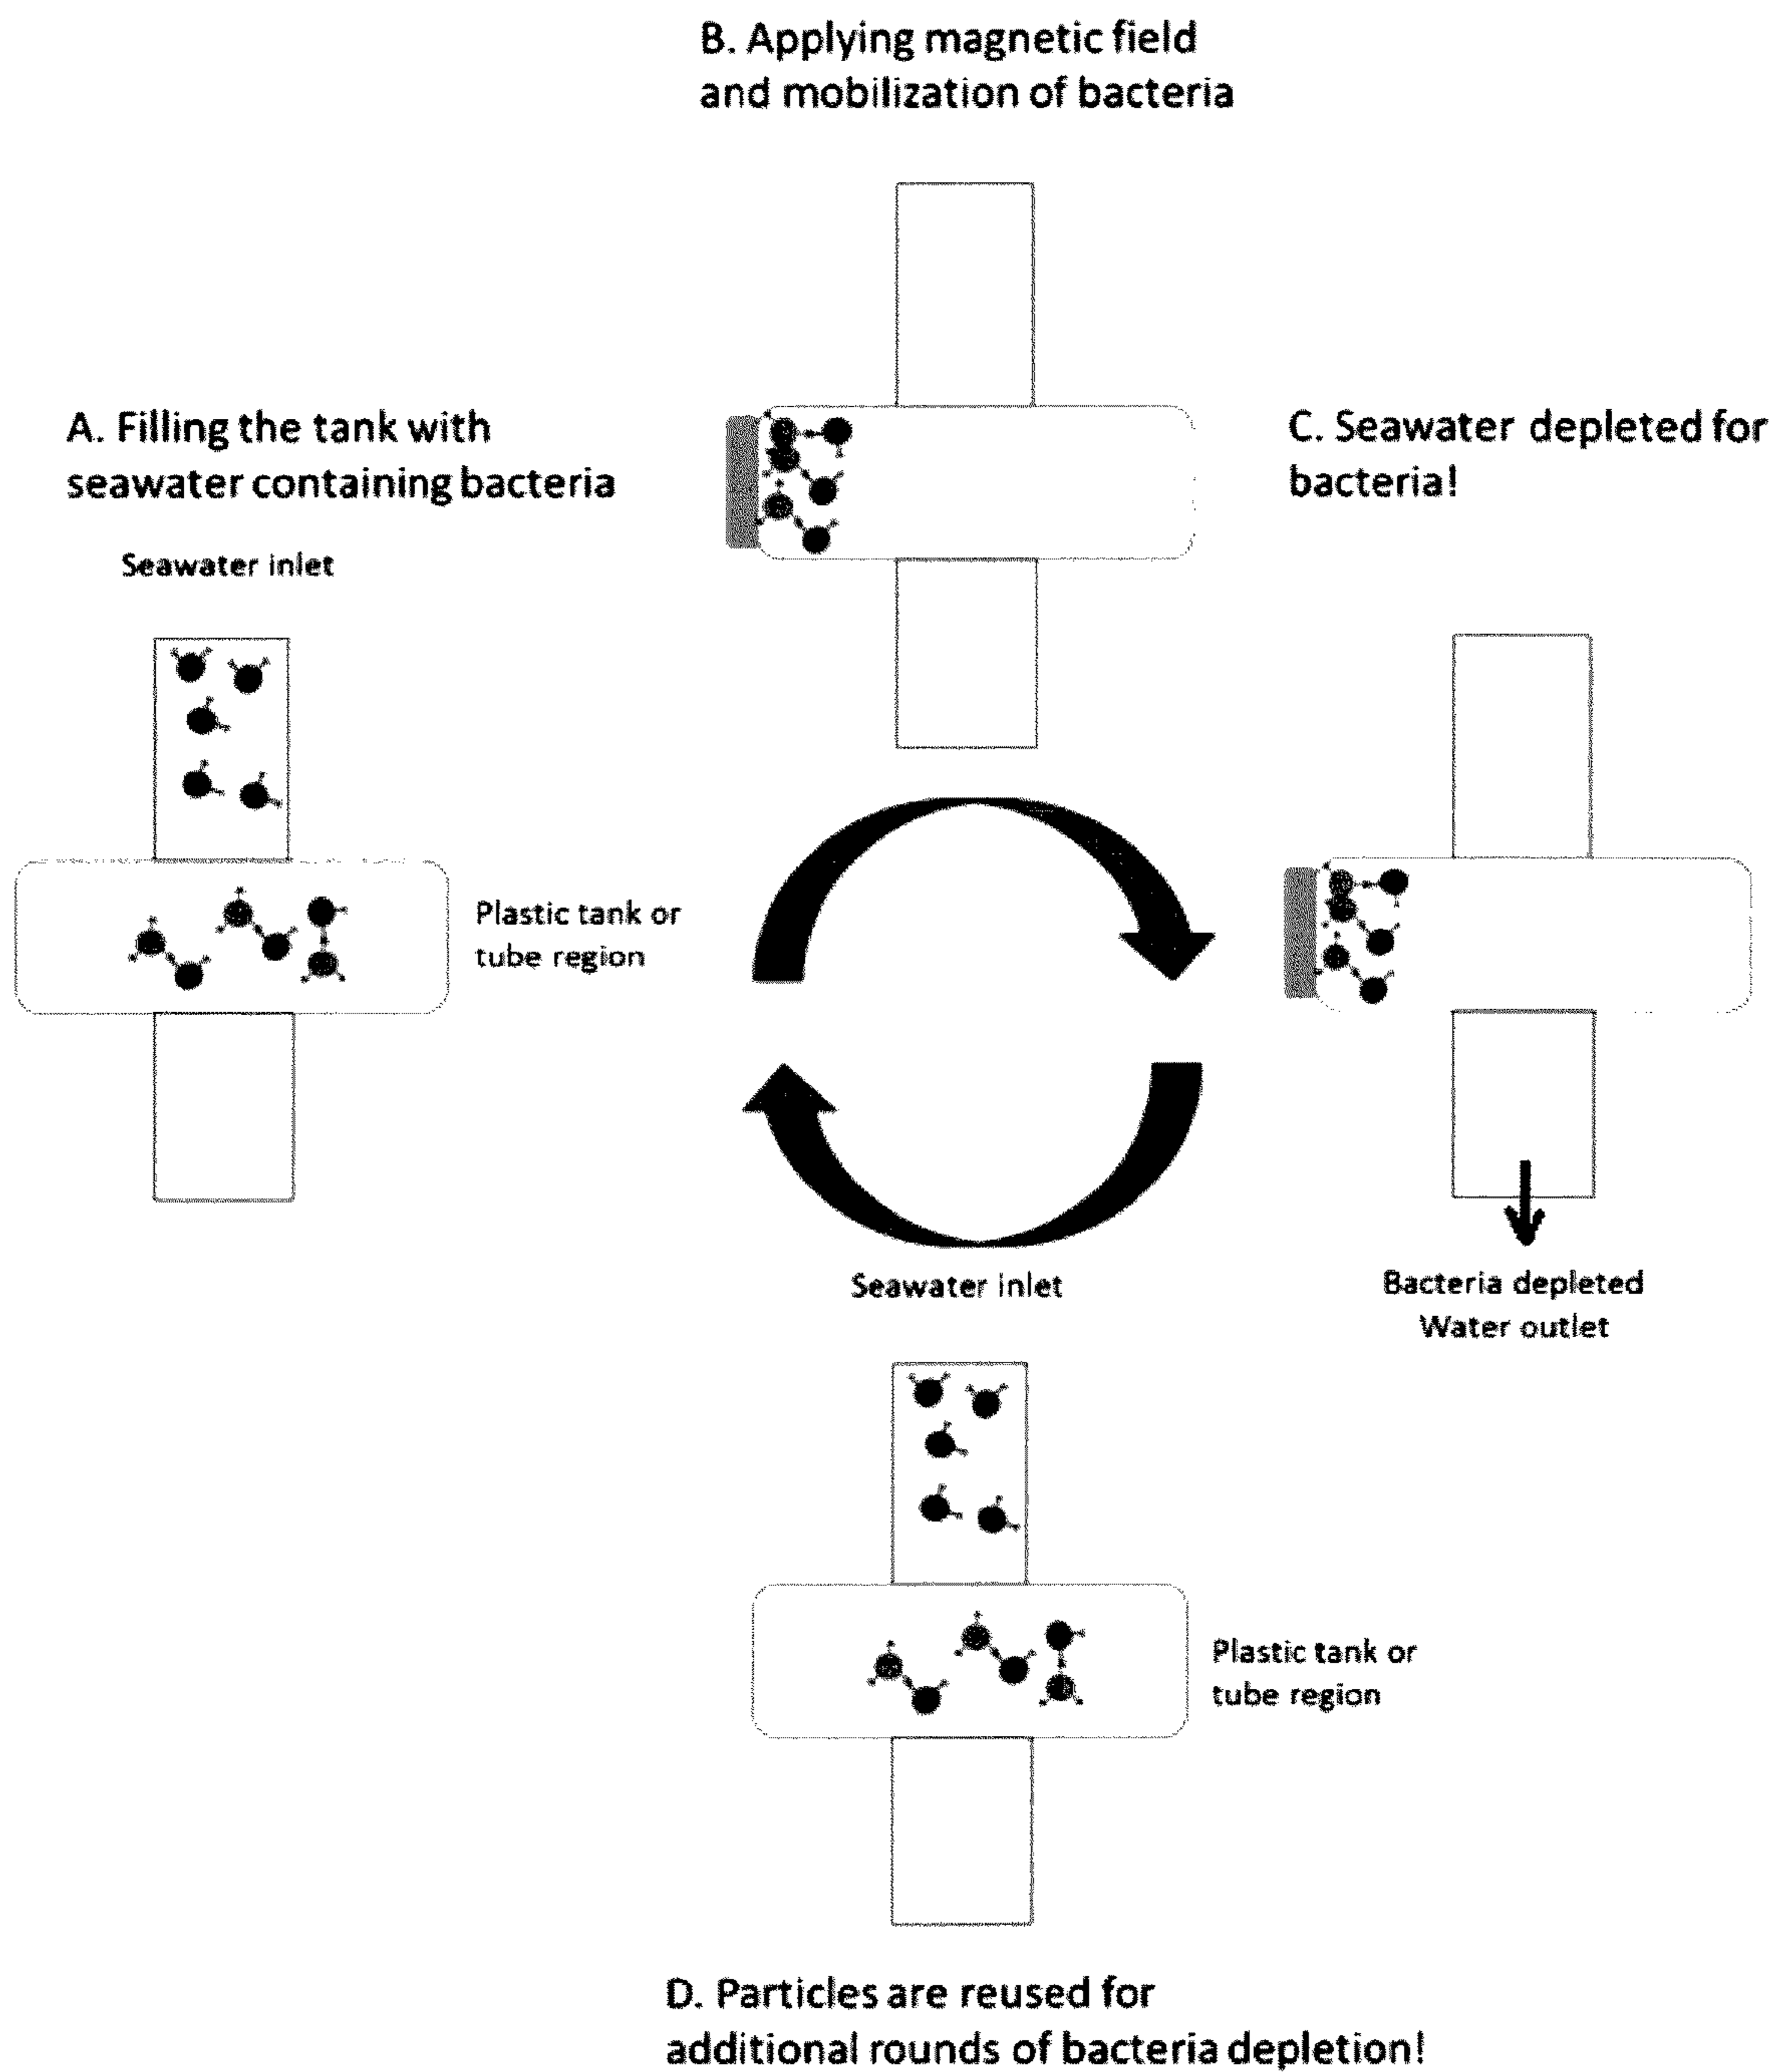 B. Applying magnetic field
and mobilization of bacteria
A. Filling the tank with
seawater containing bacteria
C. Seawater depleted for
bacteria!
Seawater inlet
Plastic tank or
tube region
Seawater inlet
Bacteria depleted
Water outlet
Plastic tank or
tube region
D. Particles are reused for
additional rounds of bacteria depletion!